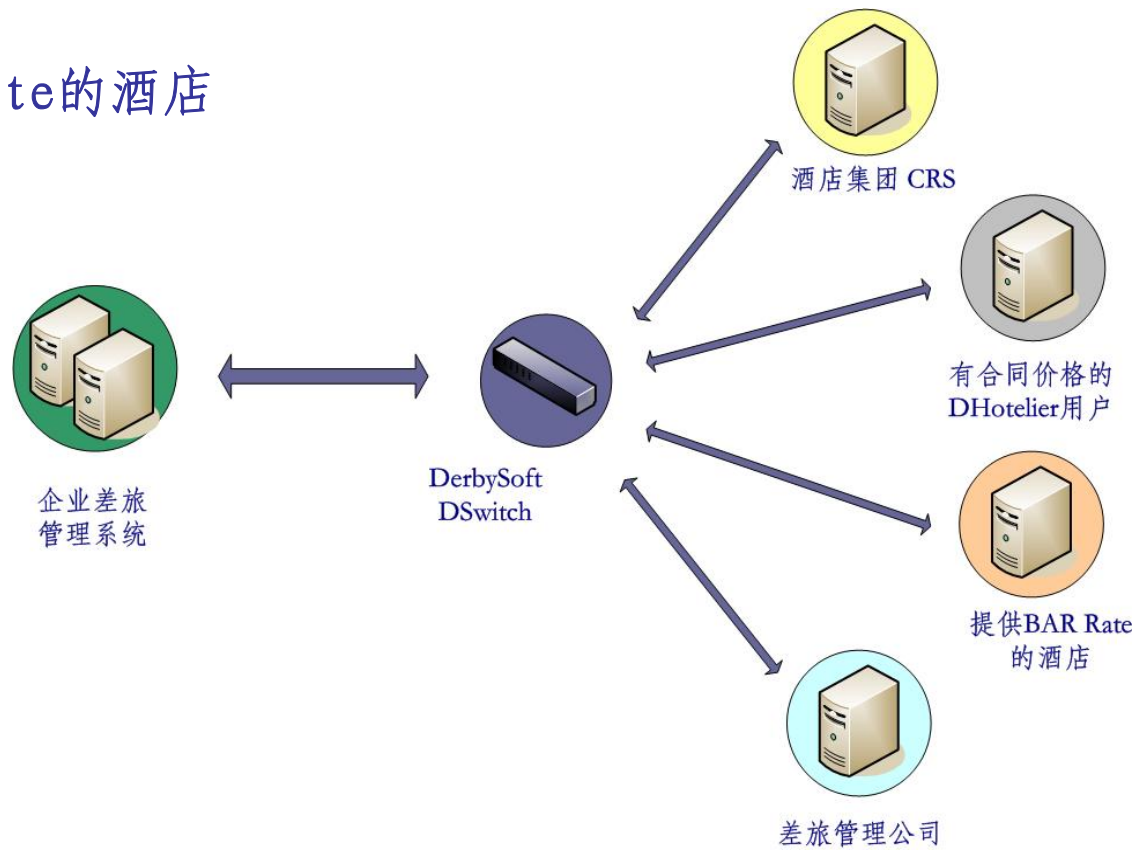 te的酒店
酒店集团 CRS
有合同价格的
DHotelier用户
企业差旅
管理系统
DerbySoft
DSwitch
提供BAR Rate
的酒店
差旅管理公司